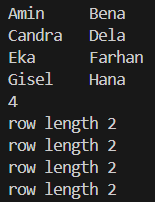 Amin    Bena
Candra  Dela
Eka     Farhan
Gisel   Hana
4
row length 2
row length 2
row length 2
row length 2